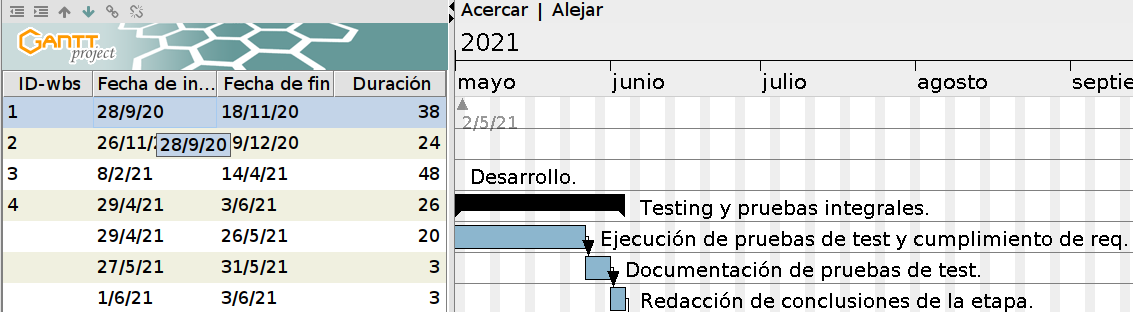 Acercar | Alejar
GANTT
project
2021
ID-wbs Fecha de in... Fecha de fin Duración
mayo junio julio agosto septie
1 28/9/20 18/11/20 38
2/5/21
2 26/11/2 28/9/20 9/12/20 24
3 8/2/21 14/4/21 48
Desarrollo.
4 29/4/21 3/6/21 26
Testing y pruebas integrales.
29/4/21 26/5/21 20
Ejecución de pruebas de test y cumplimiento de req.
27/5/21 31/5/21 3
Documentación de pruebas de test.
1/6/21 3/6/21 3
Redacción de conclusiones de la etapa.